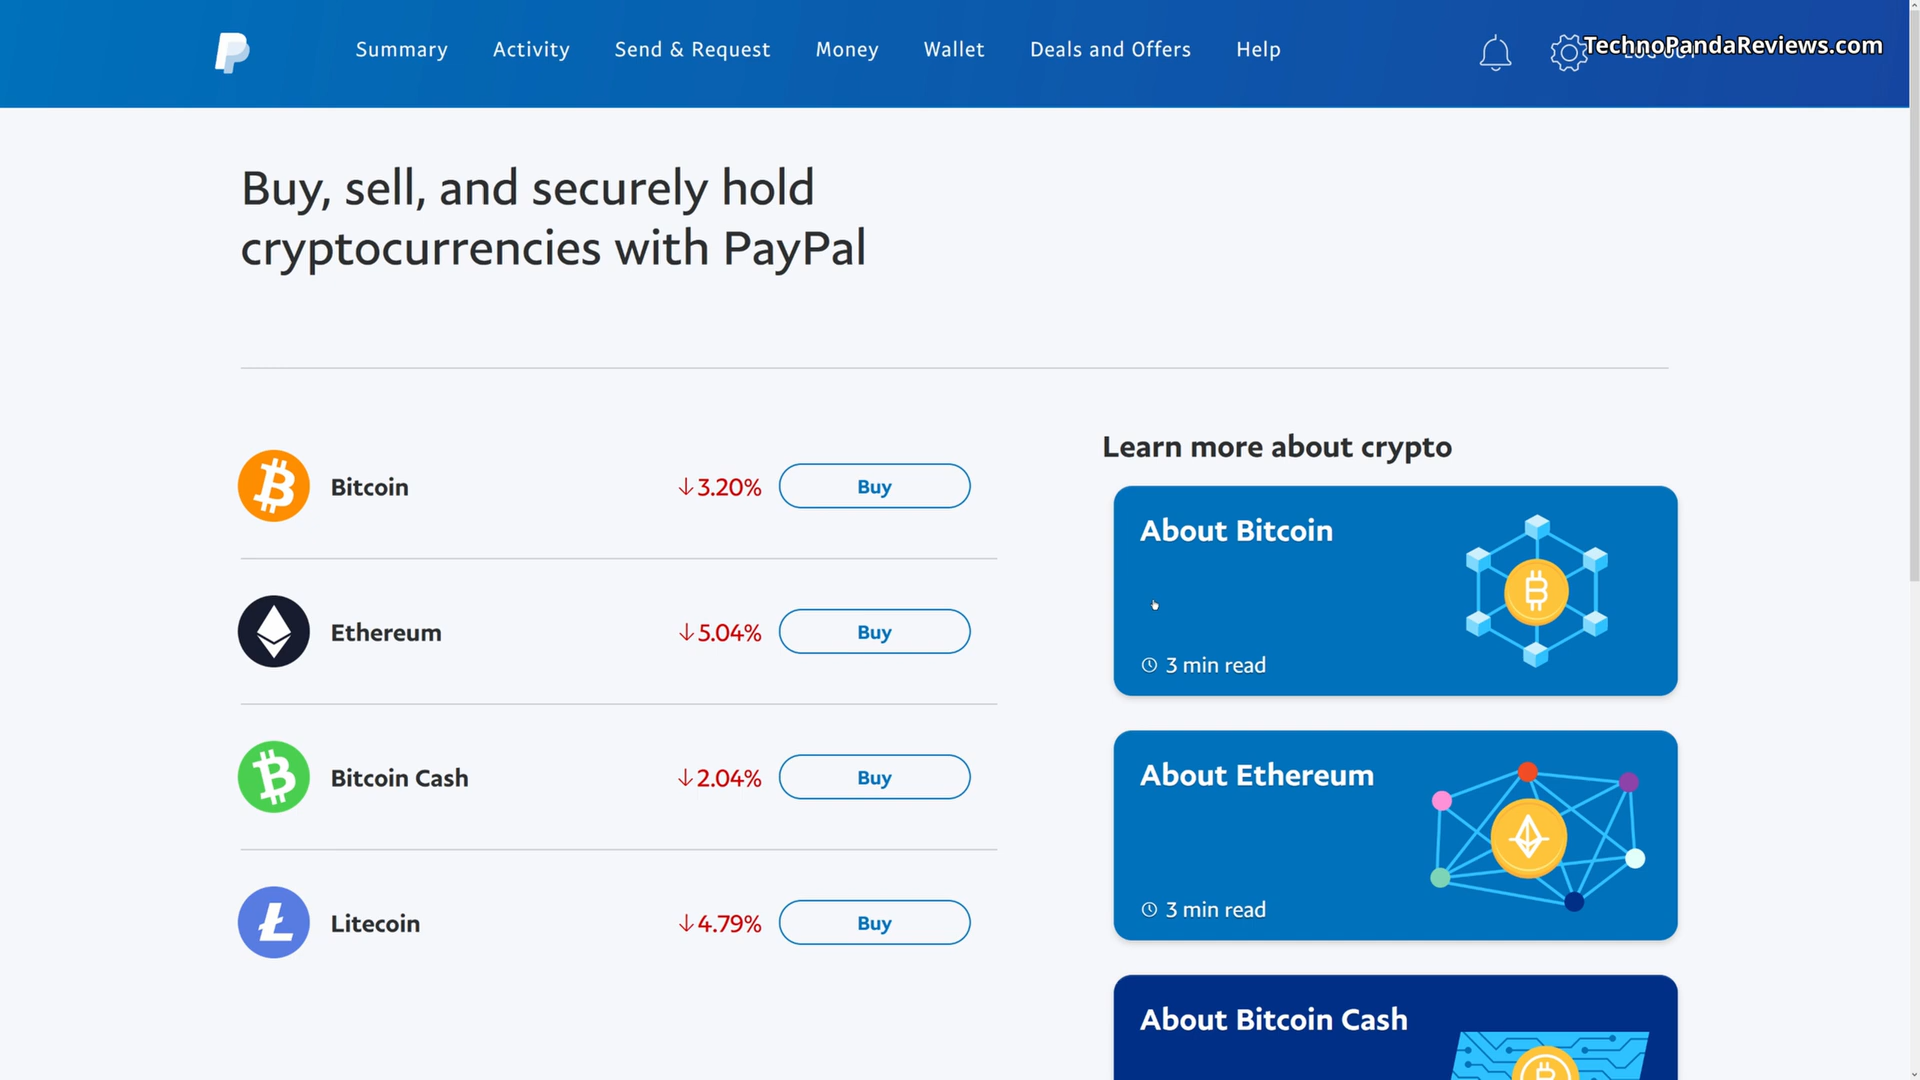 Summary Activity Send & Request Money Wallet Deals and Offers Help TechnoPandaReviews.com
Buy, sell, and securely hold
cryptocurrencies with PayPal
Bitcoin ↓3.20% Buy
Ethereum ↓5.04% Buy
Bitcoin Cash ↓2.04% Buy
Litecoin ↓4.79% Buy
Learn more about crypto
About Bitcoin
3 min read
About Ethereum
3 min read
About Bitcoin Cash